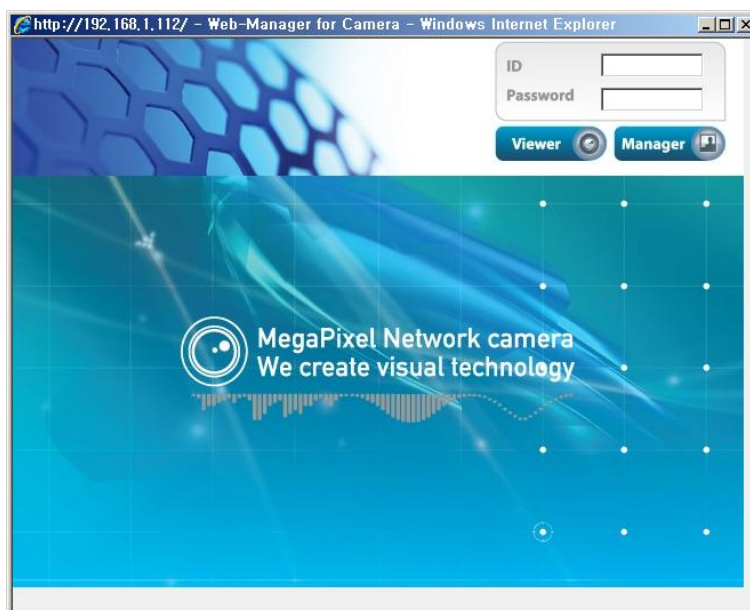 http://192.168.1.112/ - Web-Manager for Camera - Windows Internet Explorer
ID
Password
Viewer
Manager
MegaPixel Network camera
We create visual technology